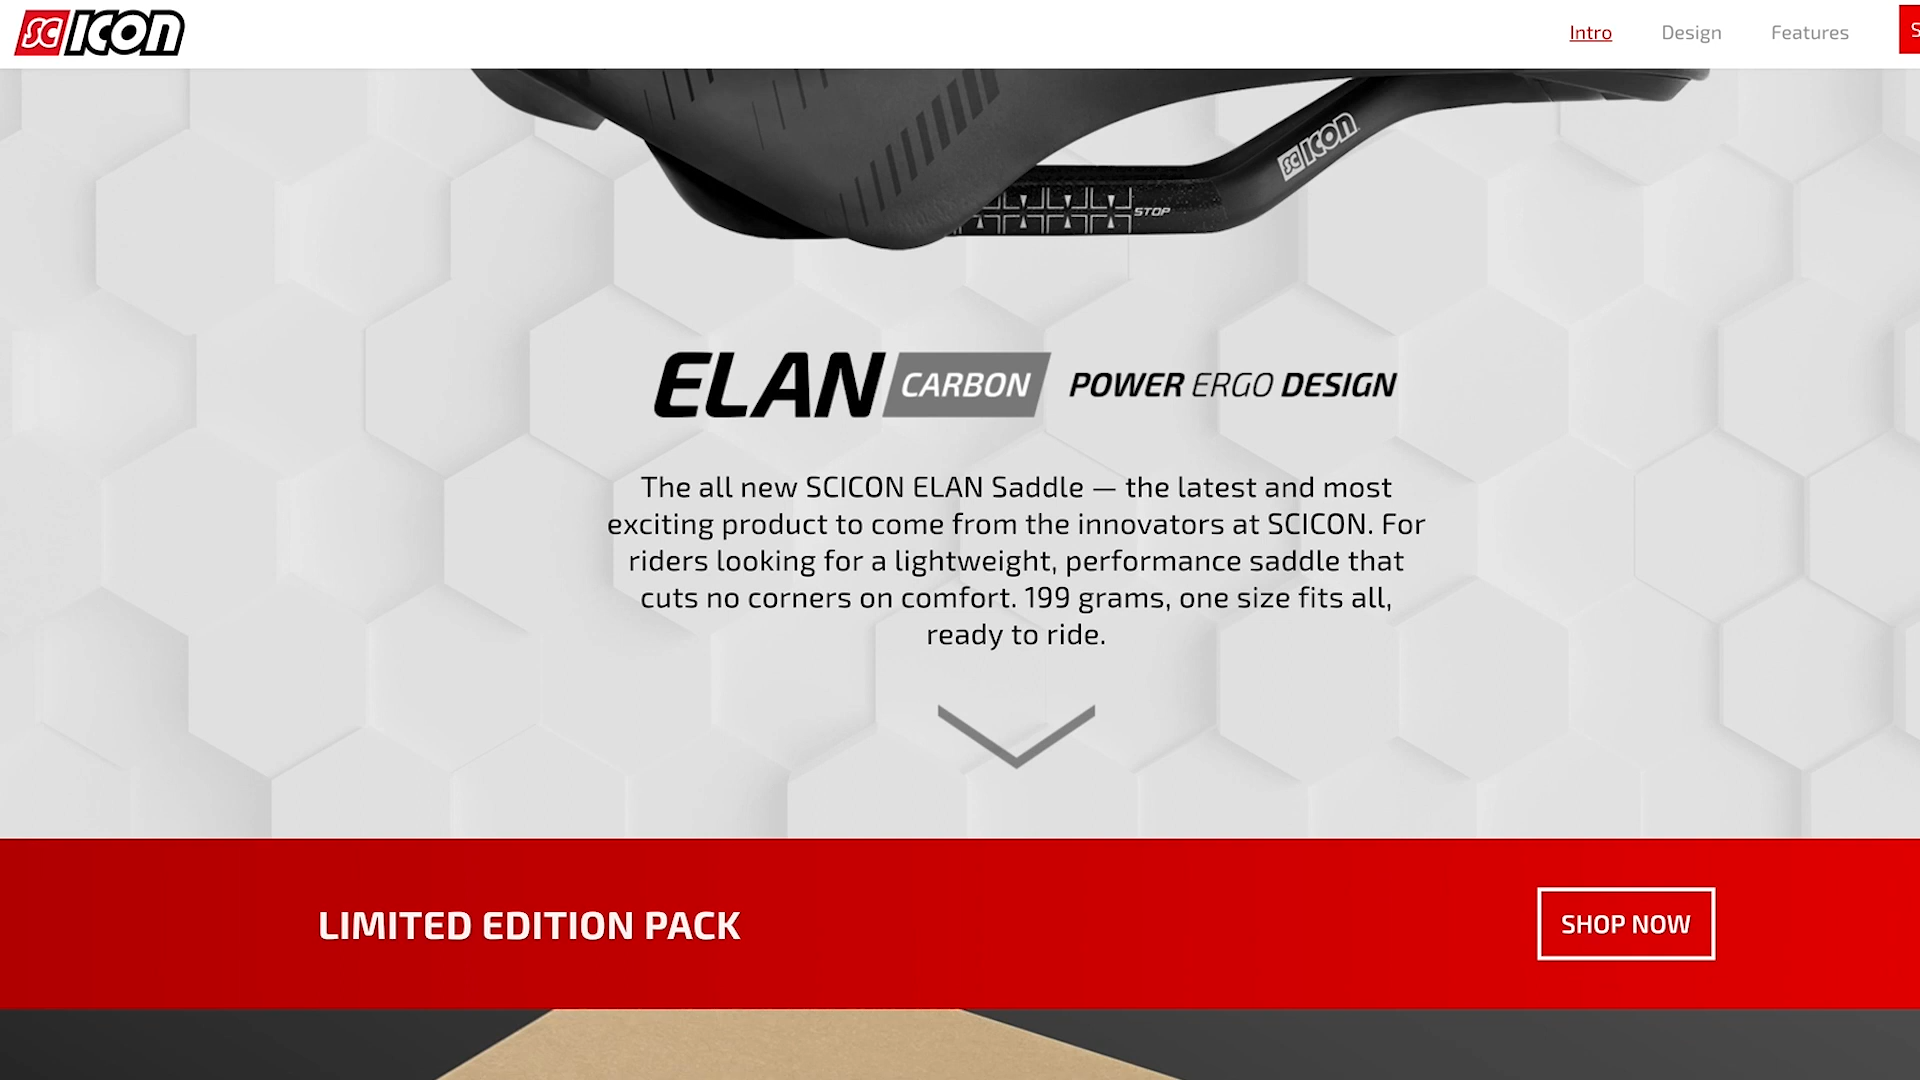 SCICON
Intro
Design
Features
S
SCICON
STOP
ELAN CARBON POWER ERGO DESIGN
The all new SCICON ELAN Saddle — the latest and most
exciting product to come from the innovators at SCICON. For
riders looking for a lightweight, performance saddle that
cuts no corners on comfort. 199 grams, one size fits all,
ready to ride.
LIMITED EDITION PACK
SHOP NOW